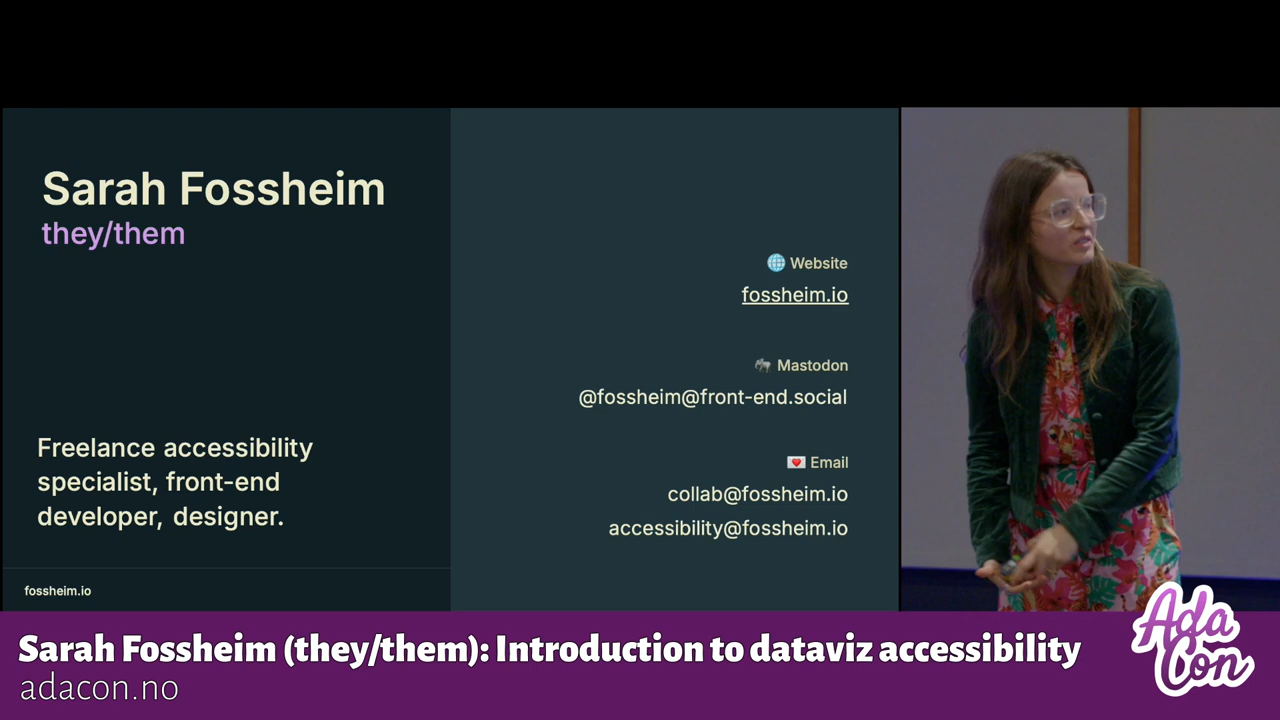 Sarah Fossheim
they/them
Freelance accessibility
specialist, front-end
developer, designer.
fossheim.io
Website
fossheim.io
Mastodon
@fossheim@front-end.social
Email
collab@fossheim.io
accessibility@fossheim.io
Sarah Fossheim (they/them): Introduction to dataviz accessibility
adacon.no
Ada
Con